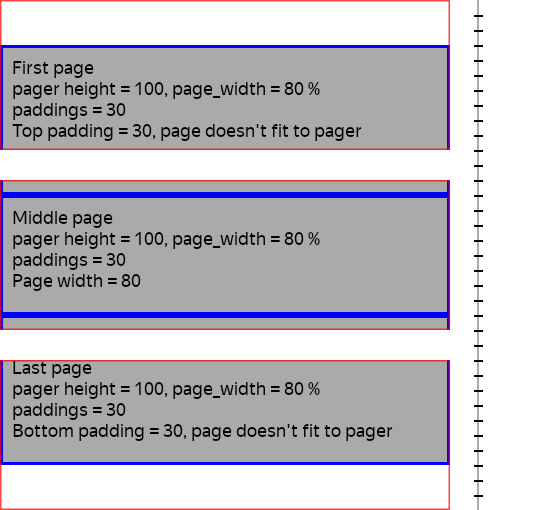 First page
pager height = 100, page_width = 80 %
paddings = 30
Top padding = 30, page doesn't fit to pager
Middle page
pager height = 100, page_width = 80 %
paddings = 30
Page width = 80
Last page
pager height = 100, page_width = 80 %
paddings = 30
Bottom padding = 30, page doesn't fit to pager